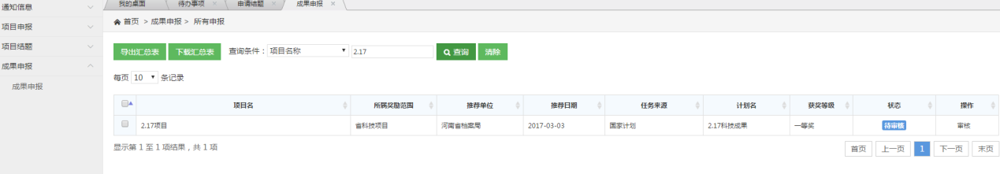 通知信息
项目申报
项目结题
成果申报
成果申报
我的桌面 待办事项 × 申请结题 × 成果申报 ×
首页 > 成果申报 > 所有申报
导出汇总表 下载汇总表 查询条件： 项目名称 2.17 查询 清除
每页 10 条记录
项目名 所属奖励范围 推荐单位 推荐日期 任务来源 计划名 获奖等级 状态 操作
2.17项目 省科技项目 河南省档案局 2017-03-03 国家计划 2.17科技成果 一等奖 待审核 审核
显示第 1 至 1 项结果，共 1 项
首页 上一页 1 下一页 末页